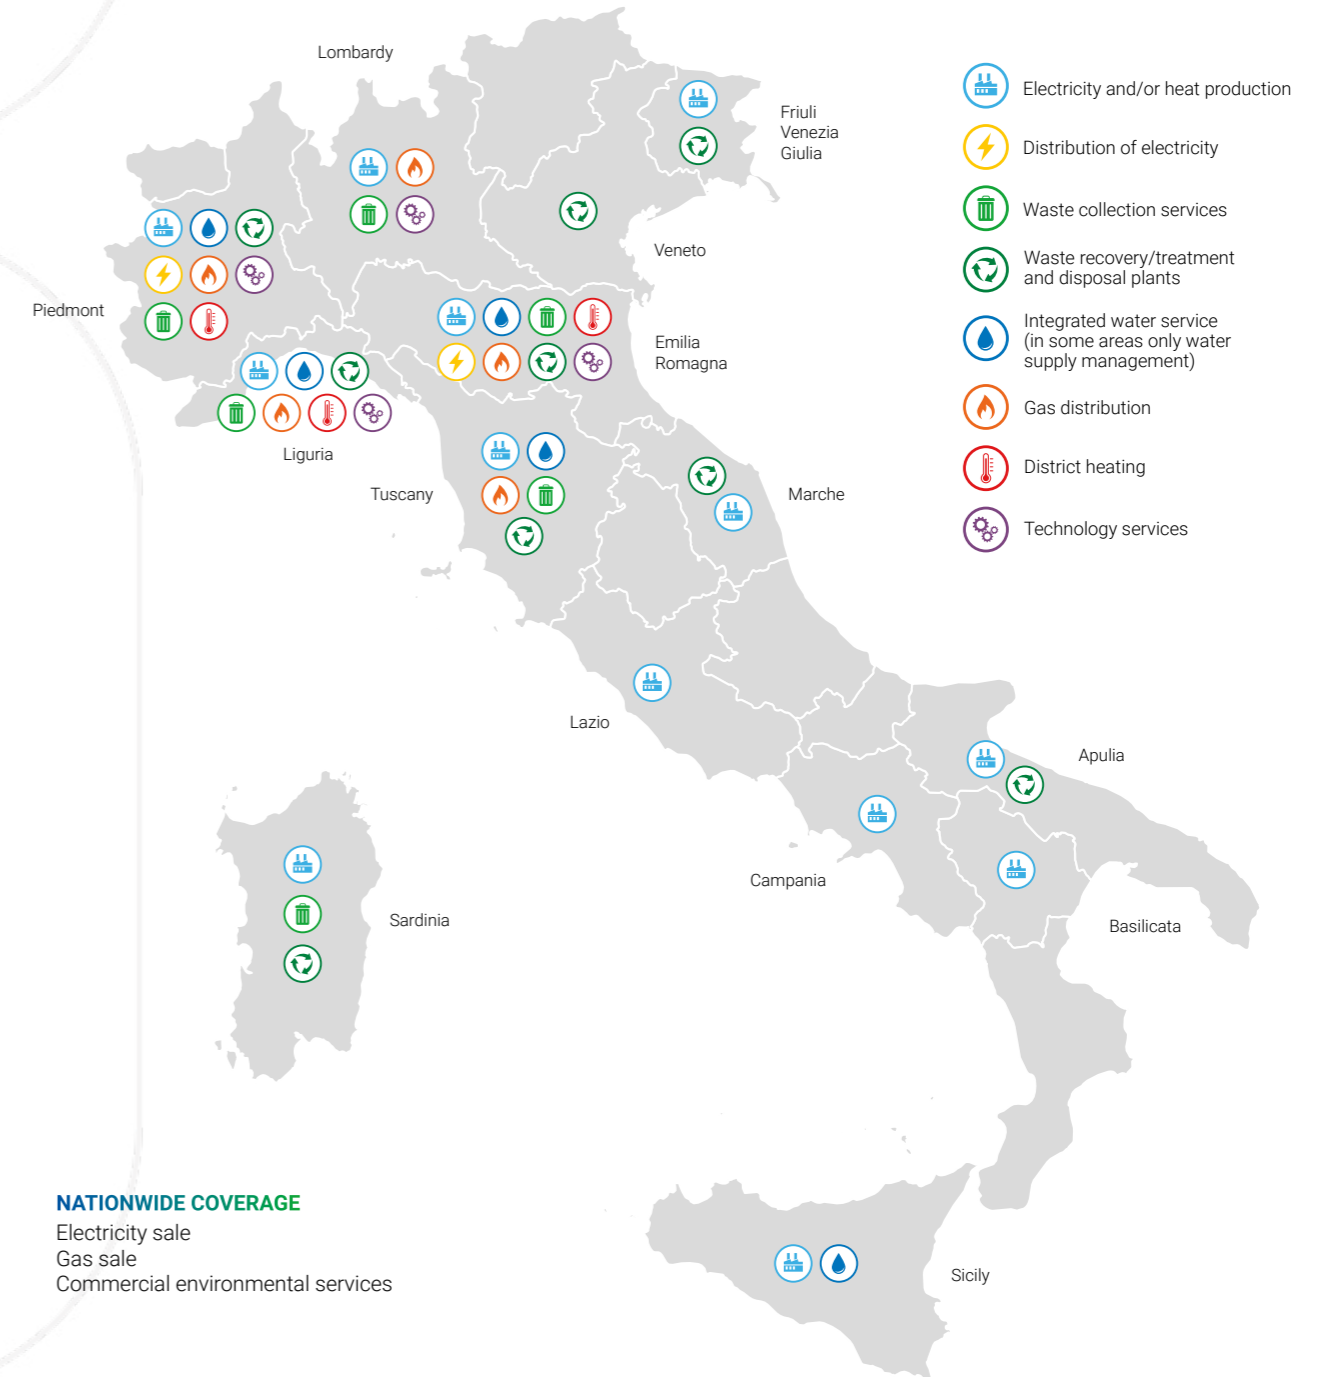 Lombardy
Friuli
Venezia
Giulia
Veneto
Piedmont
Emilia
Romagna
Liguria
Tuscany
Marche
Lazio
Apulia
Campania
Basilicata
Sardinia
Sicily
Electricity and/or heat production
Distribution of electricity
Waste collection services
Waste recovery/treatment
and disposal plants
Integrated water service
(in some areas only water
supply management)
Gas distribution
District heating
Technology services
NATIONWIDE COVERAGE
Electricity sale
Gas sale
Commercial environmental services